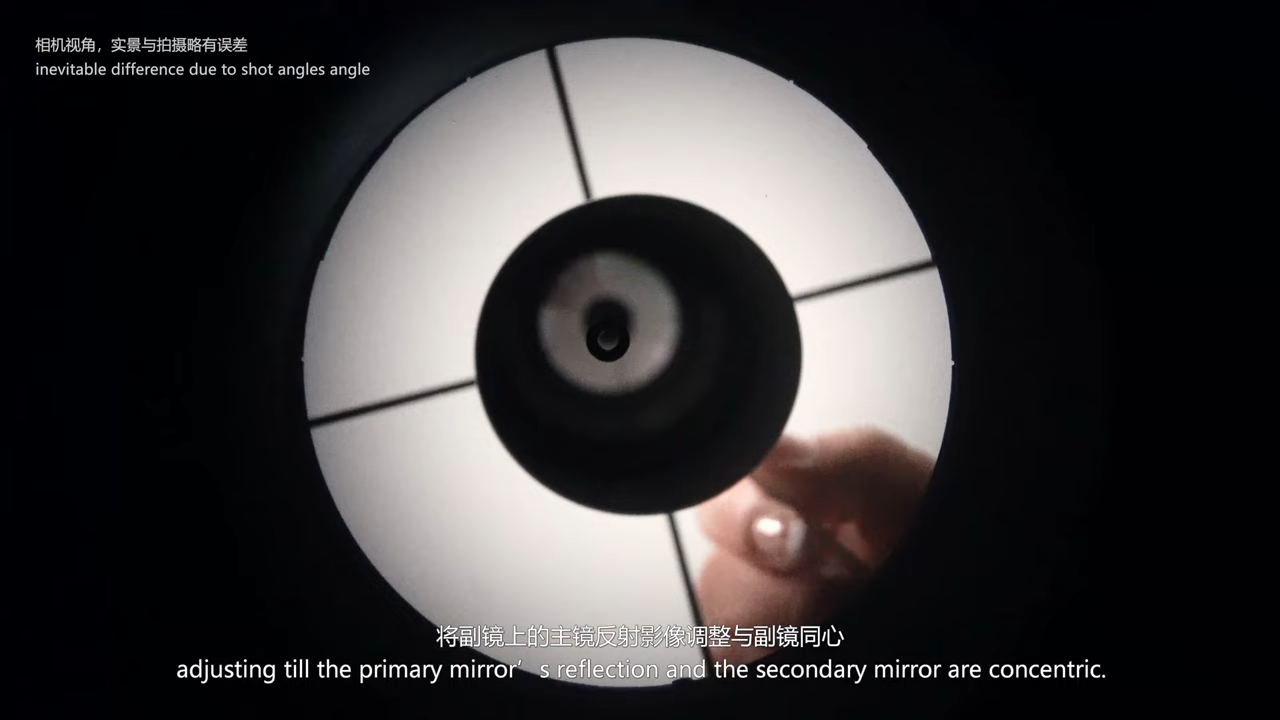 相机视角，实景与拍摄略有误差
inevitable difference due to shot angles angle
将副镜上的主镜反射影像调整与副镜同心
adjusting till the primary mirror’s reflection and the secondary mirror are concentric.